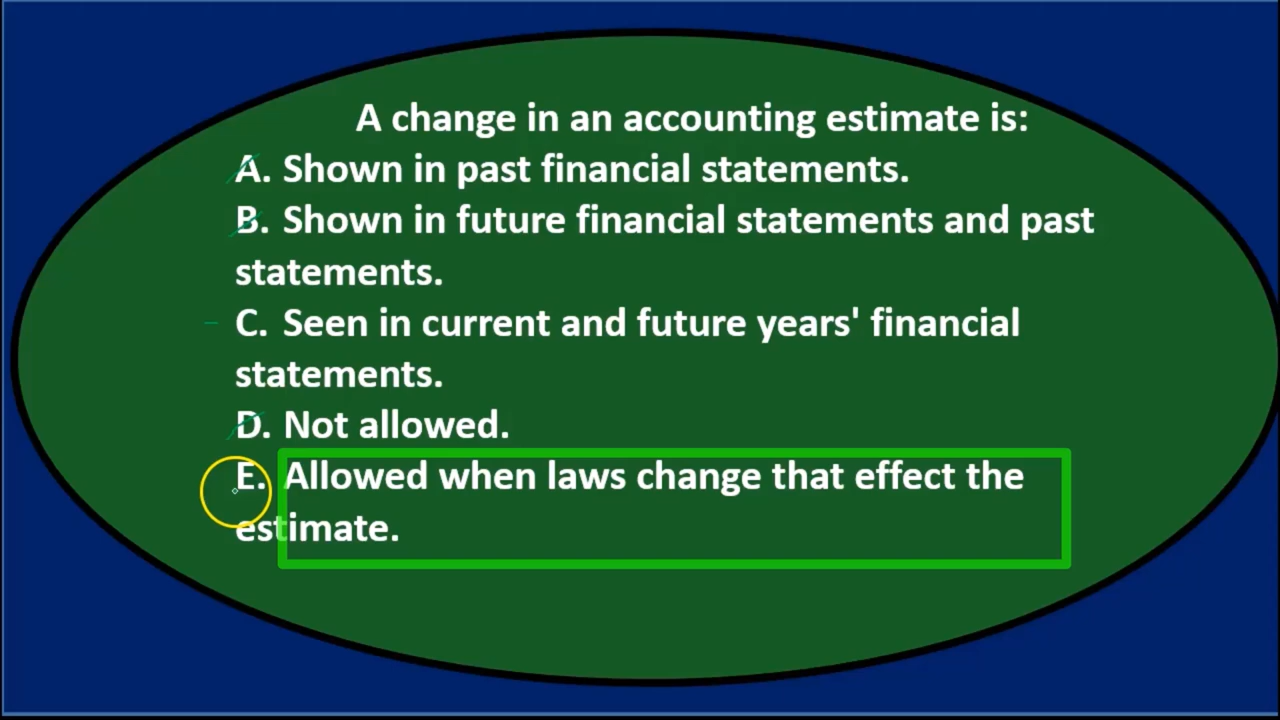 A change in an accounting estimate is:
A. Shown in past financial statements.
B. Shown in future financial statements and past
statements.
C. Seen in current and future years' financial
statements.
D. Not allowed.
E. Allowed when laws change that effect the
estimate.